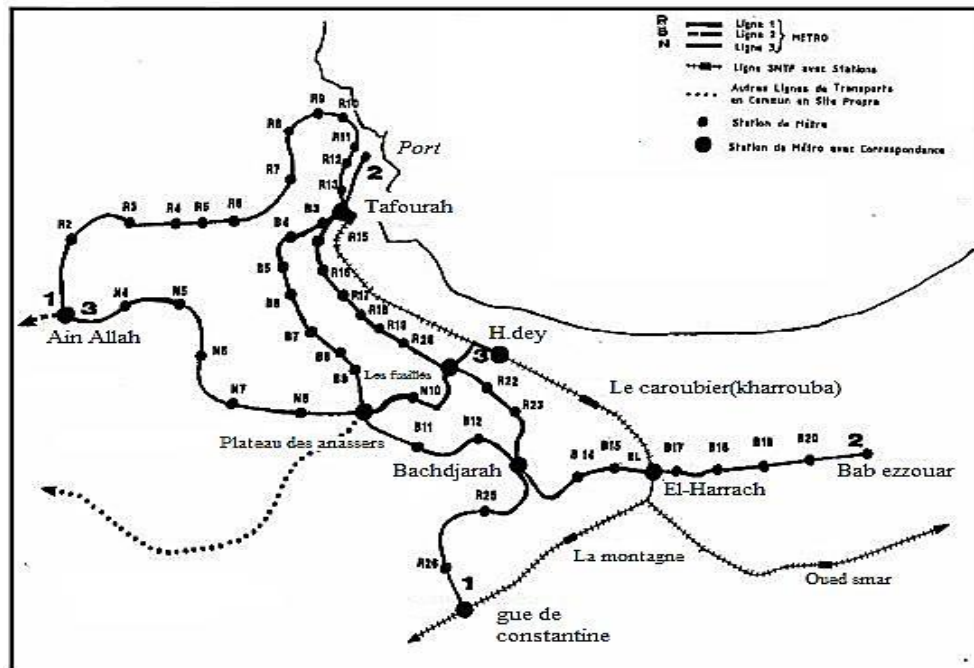 R Ligne 1
B Ligne 2 } METRO
N Ligne 3
Ligne SNTF avec Stations
Autres Lignes de Transports
en Commun en Site Propre
Station de Métro
Station de Métro avec Correspondance
R9
R10
R8
R11
Port
R12
2
R7
R13
Tafourah
R3
R4
R5
R6
B3
R2
B4
R15
B5
R16
1
3
N4
N5
B6
R17
R18
Ain Allah
R19
H.dey
B7
R20
3
N6
B8
Les fusillés
R22
Le caroubier(kharrouba)
B9
N7
N8
N10
R23
B11
B12
Plateau des anassers
B15
B17
B18
B20
2
B 14
Bachdjarah
El-Harrach
Bab ezzouar
R25
La montagne
Oued smar
R26
1
gue de
constantine